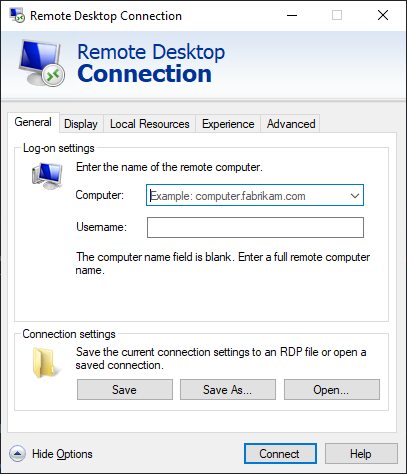 Remote Desktop Connection
Remote Desktop
Connection
General
Display
Local Resources
Experience
Advanced
Log-on settings
Enter the name of the remote computer.
Computer:
Example: computer.fabrikam.com
Username:
The computer name field is blank. Enter a full remote computer
name.
Connection settings
Save the current connection settings to an RDP file or open a
saved connection.
Save
Save As...
Open...
Hide Options
Connect
Help